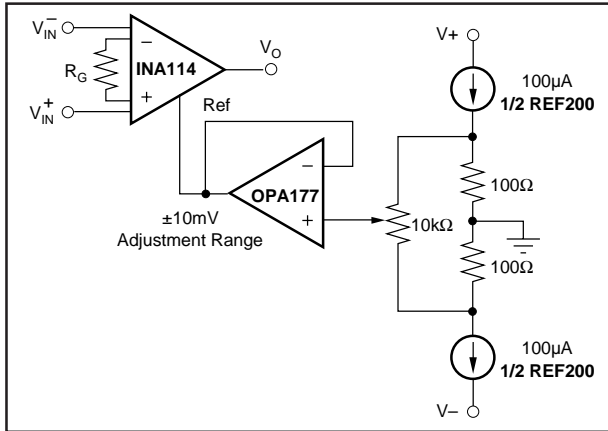 V⁻IN
RG
V⁺IN
−
+
INA114
VO
Ref
OPA177
−
+
±10mV
Adjustment Range
10kΩ
V+
100µA
1/2 REF200
100Ω
100Ω
100µA
1/2 REF200
V–